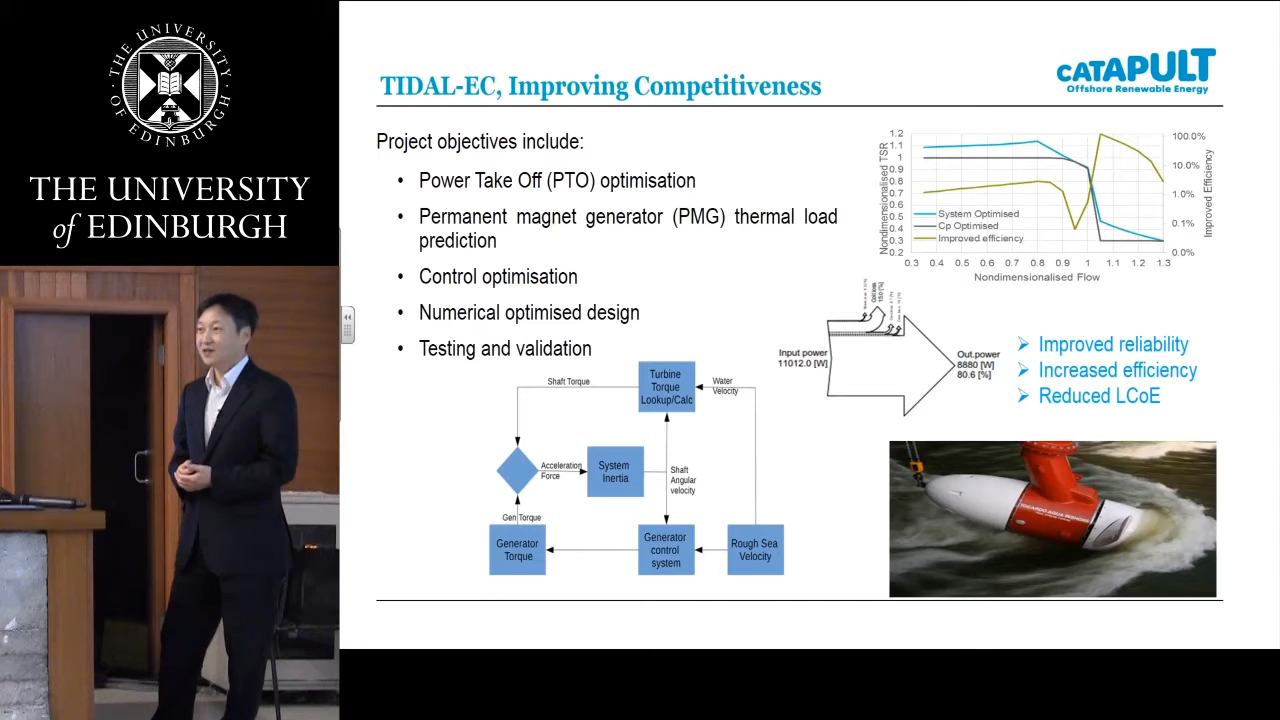 THE UNIVERSITY OF EDINBURGH
THE UNIVERSITY
of EDINBURGH
TIDAL-EC, Improving Competitiveness
CATAPULT
Offshore Renewable Energy
Project objectives include:
• Power Take Off (PTO) optimisation
• Permanent magnet generator (PMG) thermal load
prediction
• Control optimisation
• Numerical optimised design
• Testing and validation
Nondimensionalised TSR
1.2
1.1
1
0.9
0.8
0.7
0.6
0.5
0.4
0.3
0.2
System Optimised
Cp Optimised
Improved efficiency
100.0%
10.0%
1.0%
0.1%
0.0%
Improved Efficiency
0.3 0.4 0.5 0.6 0.7 0.8 0.9 1 1.1 1.2 1.3
Nondimensionalised Flow
Input power
11012.0 [W]
Out.power
8880 [W]
80.6 [%]
➢ Improved reliability
➢ Increased efficiency
➢ Reduced LCoE
Shaft Torque
Turbine
Torque
Lookup/Calc
Water
Velocity
Acceleration
Force
System
Inertia
Shaft
Angular
velocity
Gen Torque
Generator
Torque
Generator
control
system
Rough Sea
Velocity